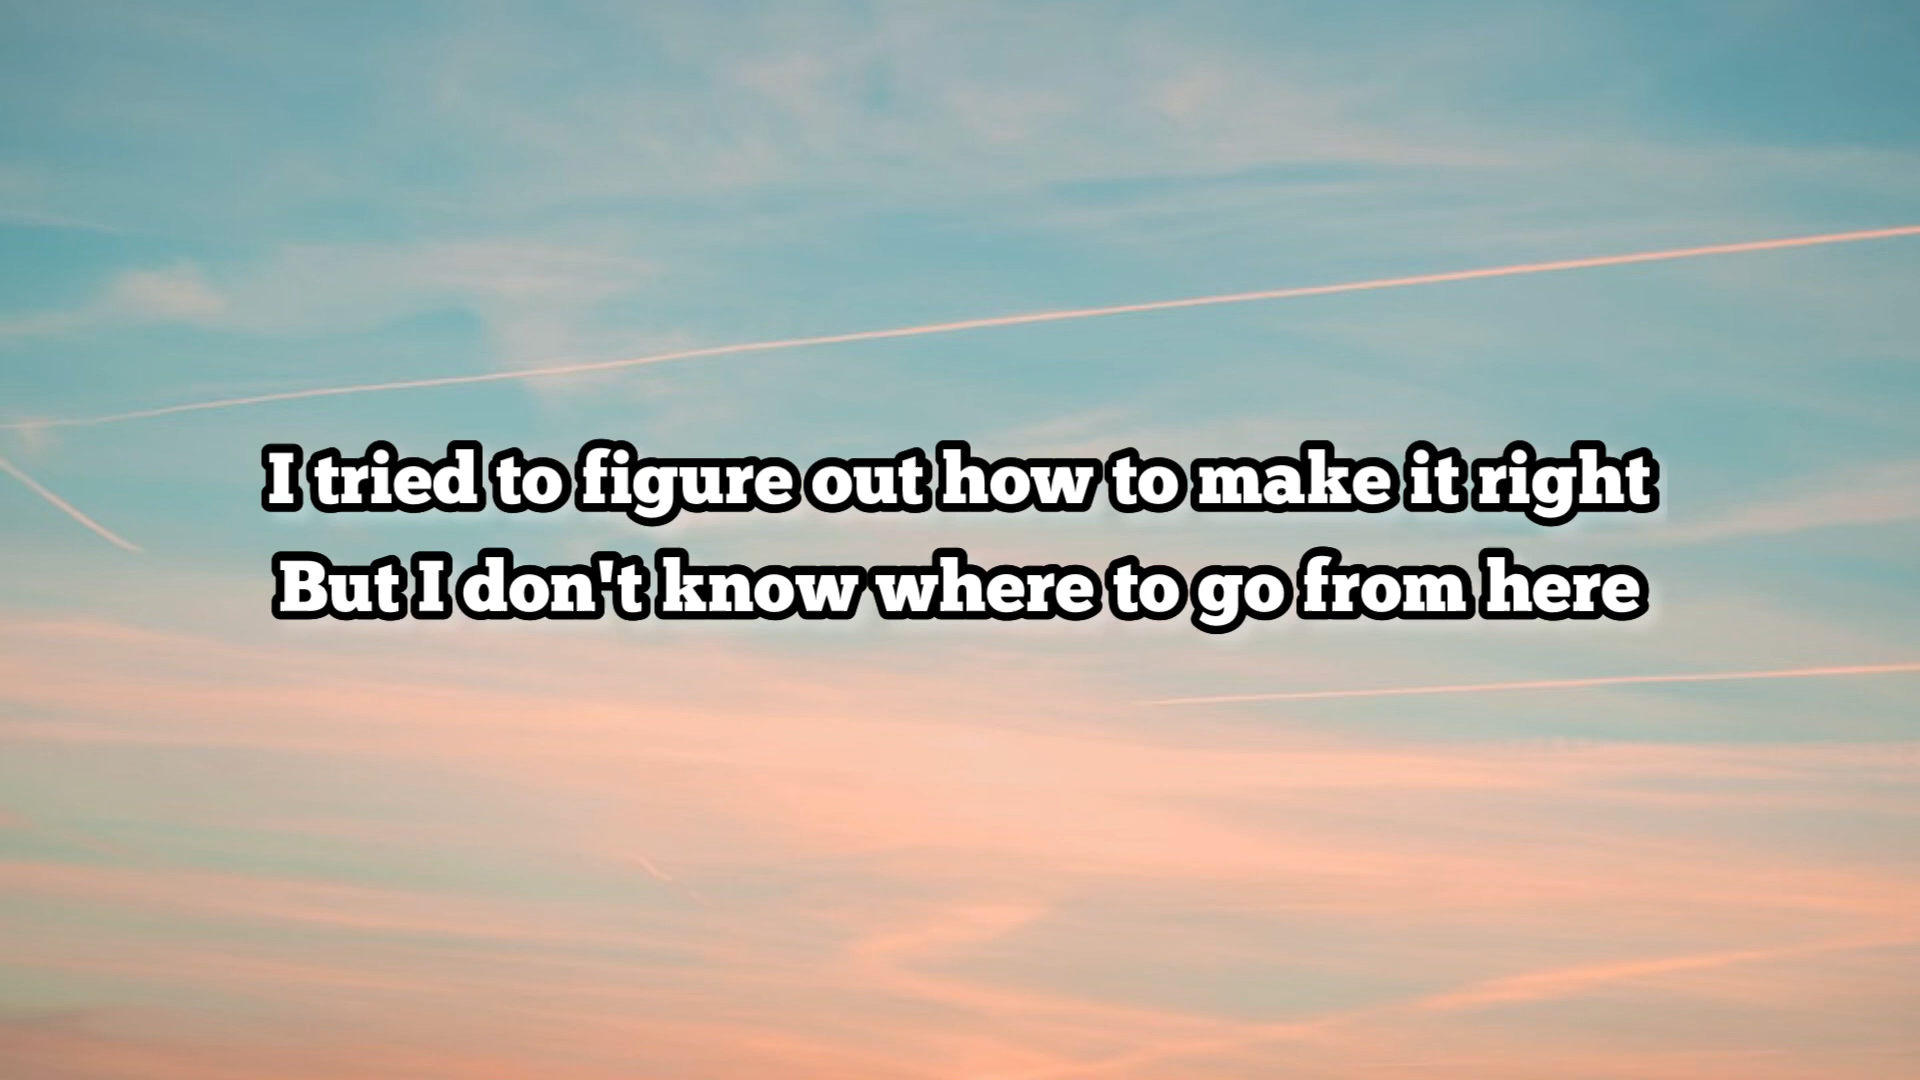 I tried to figure out how to make it right
But I don't know where to go from here